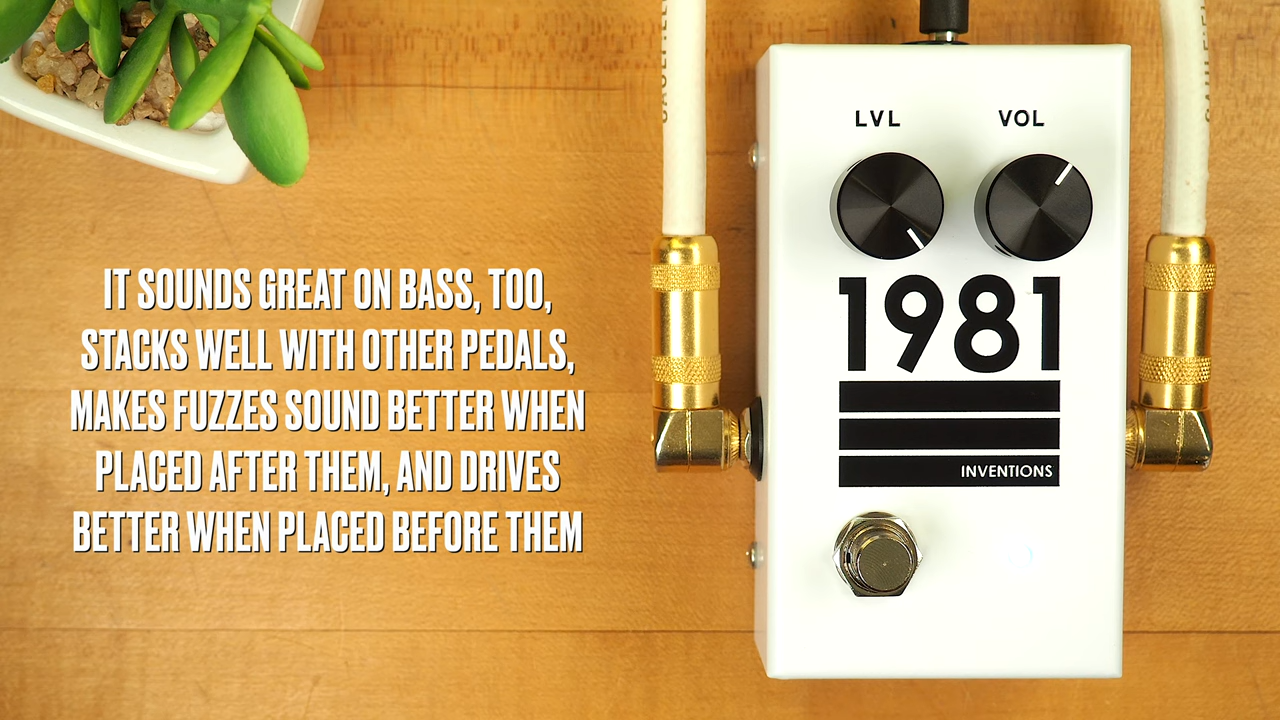 IT SOUNDS GREAT ON BASS, TOO,
STACKS WELL WITH OTHER PEDALS,
MAKES FUZZES SOUND BETTER WHEN
PLACED AFTER THEM, AND DRIVES
BETTER WHEN PLACED BEFORE THEM
LVL
VOL
1981
INVENTIONS